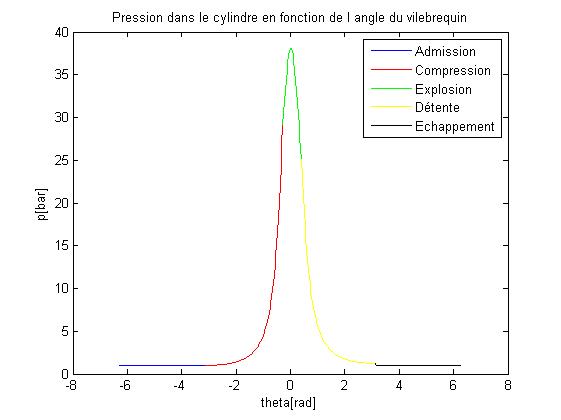 Pression dans le cylindre en fonction de l angle du vilebrequin
40
35
30
25
20
15
10
5
0
p[bar]
Admission
Compression
Explosion
Détente
Echappement
-8 -6 -4 -2 0 2 4 6 8
theta[rad]